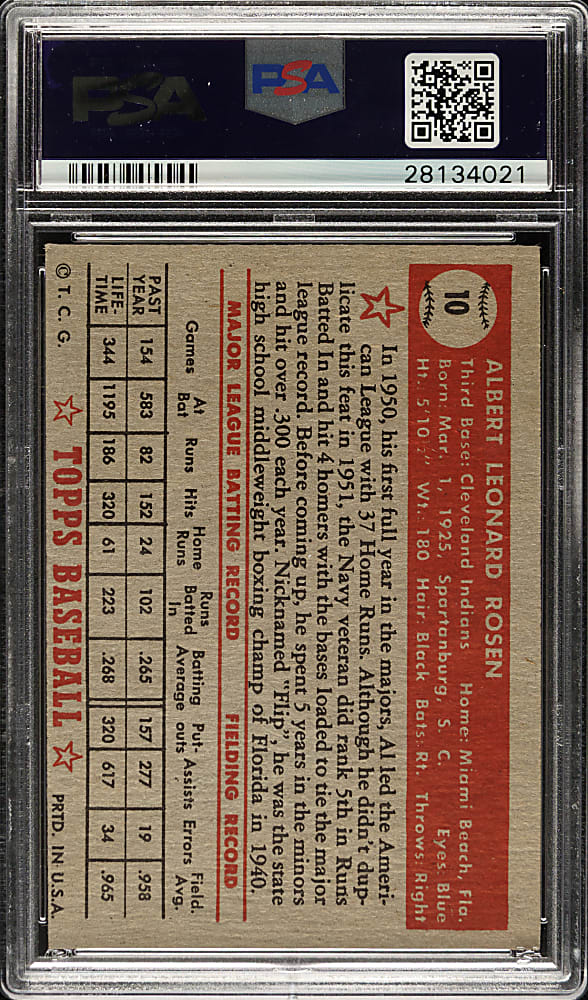 PSA
PSA
28134021
10
ALBERT LEONARD ROSEN
Third Base: Cleveland Indians Home: Miami Beach, Fla.
Born: Mar. 1, 1925, Spartanburg, S. C. Eyes: Blue
Ht.: 5'10½" Wt.: 180 Hair: Black Bats: Rt. Throws: Right
In 1950, his first full year in the majors, Al led the Ameri-
can League with 37 Home Runs. Although he didn't dup-
licate this feat in 1951, the Navy veteran did rank 5th in Runs
Batted In and hit 4 homers with the bases loaded to tie the major
league record. Before coming up, he spent 5 years in the minors
and hit over .300 each year. Nicknamed "Flip", he was the state
high school middleweight boxing champ of Florida in 1940.
MAJOR LEAGUE BATTING RECORD FIELDING RECORD
Games At Bat Runs Hits Home Runs Runs Batted In Batting Average Put-outs Assists Errors Field. Avg.
PAST YEAR 154 583 82 152 24 102 .265 157 277 19 .958
LIFE-TIME 344 1195 186 320 61 223 .268 320 617 34 .965
© T. C. G. TOPPS BASEBALL PRTD. IN U.S.A.